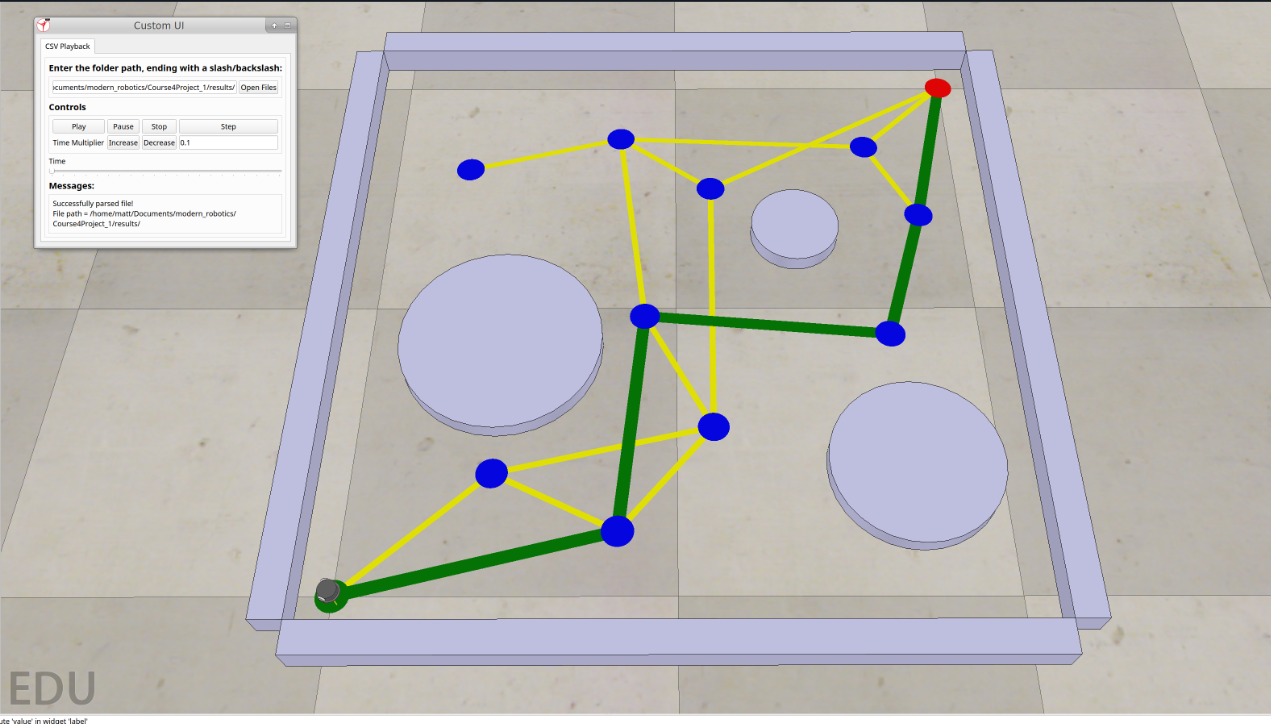 Custom UI
CSV Playback
Enter the folder path, ending with a slash/backslash:
cuments/modern_robotics/Course4Project_1/results/ Open Files
Controls
Play Pause Stop Step
Time Multiplier Increase Decrease 0.1
Time
Messages:
Successfully parsed file!
File path = /home/matt/Documents/modern_robotics/
Course4Project_1/results/
EDU
ute 'value' in widget 'label'